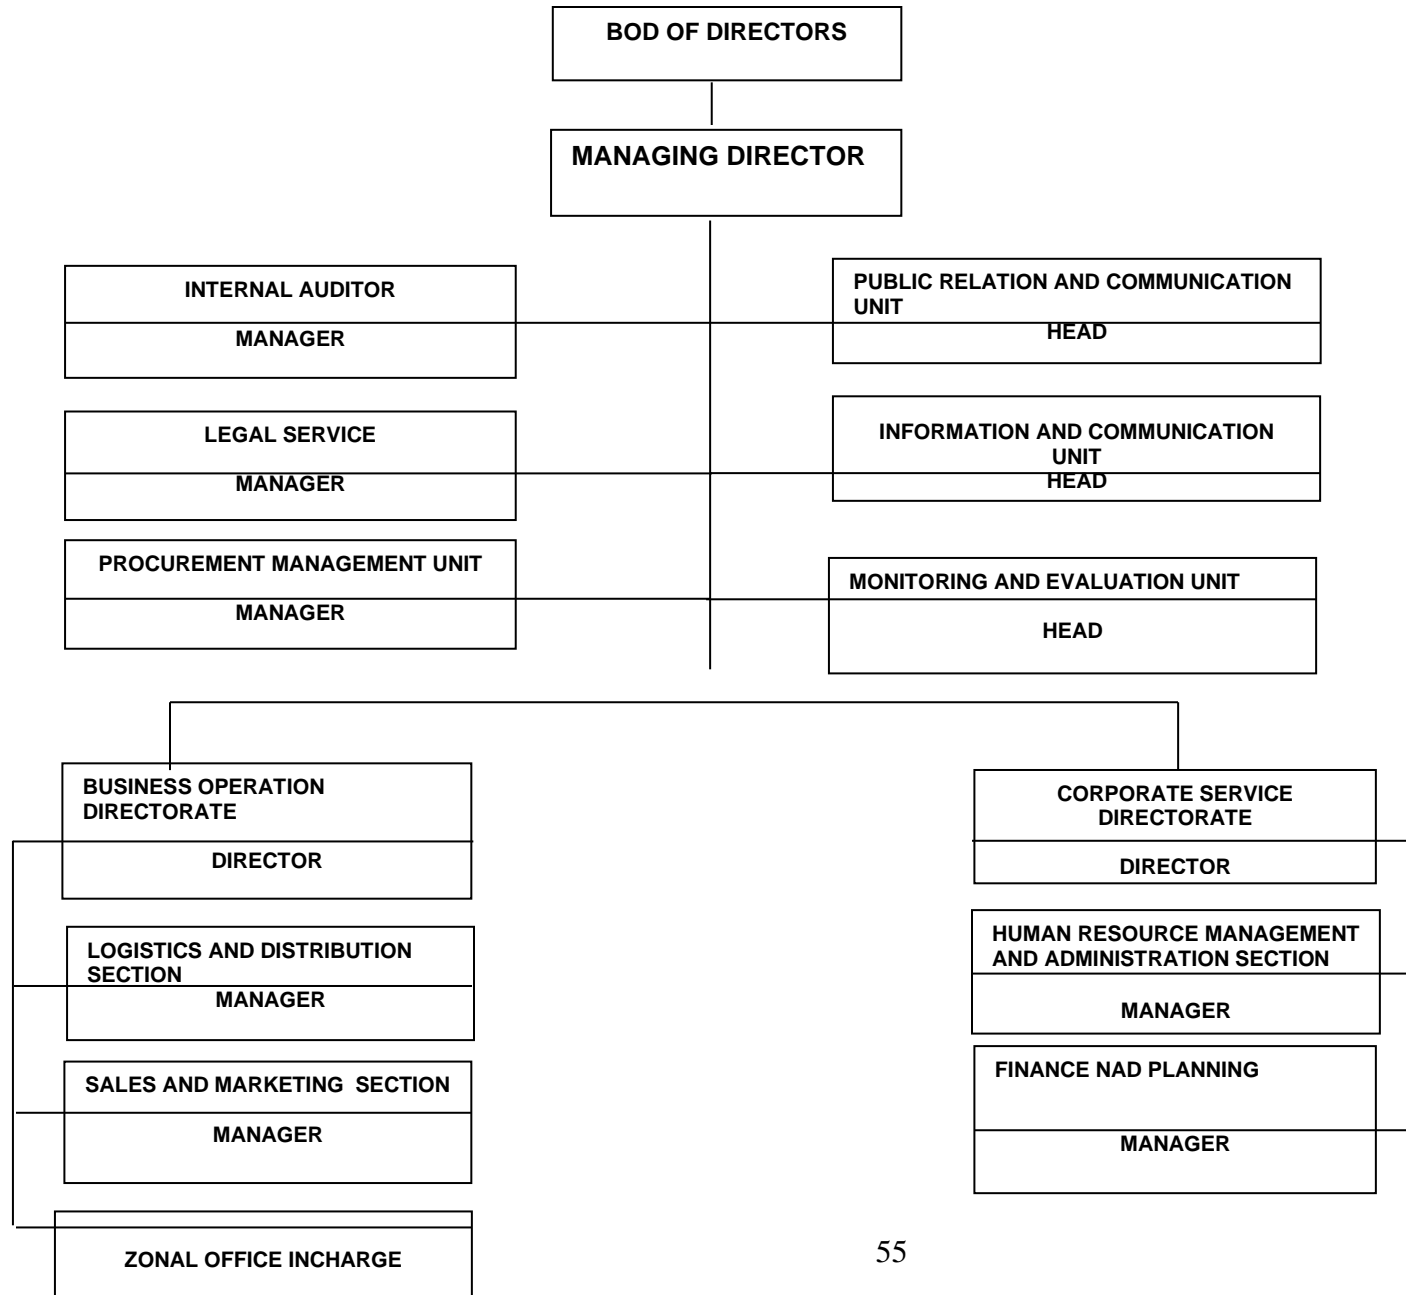 BOD OF DIRECTORS
MANAGING DIRECTOR
INTERNAL AUDITOR
MANAGER
PUBLIC RELATION AND COMMUNICATION
UNIT
HEAD
LEGAL SERVICE
MANAGER
INFORMATION AND COMMUNICATION
UNIT
HEAD
PROCUREMENT MANAGEMENT UNIT
MANAGER
MONITORING AND EVALUATION UNIT
HEAD
BUSINESS OPERATION
DIRECTORATE
DIRECTOR
CORPORATE SERVICE
DIRECTORATE
DIRECTOR
LOGISTICS AND DISTRIBUTION
SECTION
MANAGER
HUMAN RESOURCE MANAGEMENT
AND ADMINISTRATION SECTION
MANAGER
SALES AND MARKETING SECTION
MANAGER
FINANCE NAD PLANNING
MANAGER
ZONAL OFFICE INCHARGE
55